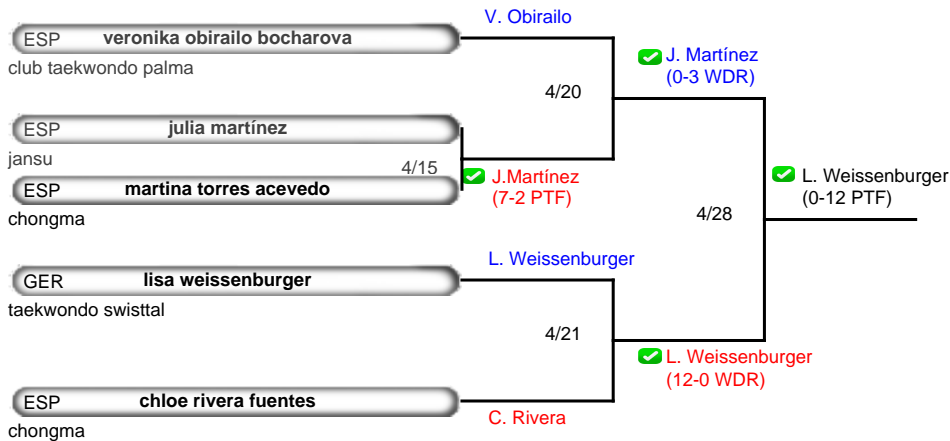 V. Obirailo
ESP veronika obirailo bocharova
club taekwondo palma
J. Martínez
(0-3 WDR)
4/20
ESP julia martínez
jansu
4/15
J.Martínez
(7-2 PTF)
ESP martina torres acevedo
chongma
L. Weissenburger
(0-12 PTF)
4/28
L. Weissenburger
GER lisa weissenburger
taekwondo swisttal
4/21
L. Weissenburger
(12-0 WDR)
ESP chloe rivera fuentes
chongma
C. Rivera